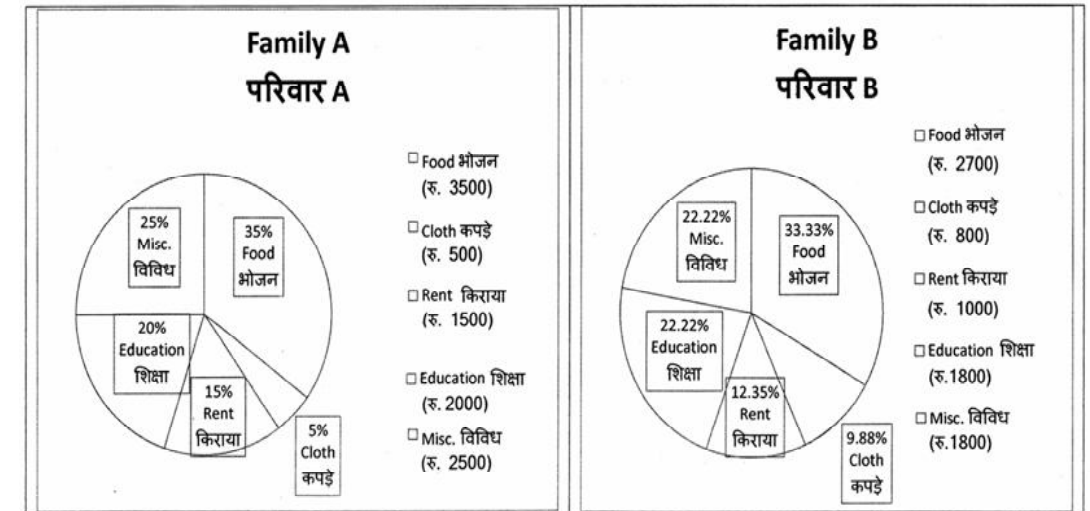 Family A
परिवार A
25%
Misc.
विविध
35%
Food
भोजन
20%
Education
शिक्षा
15%
Rent
किराया
5%
Cloth
कपड़े
Food भोजन
(रु. 3500)
Cloth कपड़े
(रु. 500)
Rent किराया
(रु. 1500)
Education शिक्षा
(रु. 2000)
Misc. विविध
(रु. 2500)
Family B
परिवार B
22.22%
Misc.
विविध
33.33%
Food
भोजन
22.22%
Education
शिक्षा
12.35%
Rent
किराया
9.88%
Cloth
कपड़े
Food भोजन
(रु. 2700)
Cloth कपड़े
(रु. 800)
Rent किराया
(रु. 1000)
Education शिक्षा
(रु.1800)
Misc. विविध
(रु.1800)